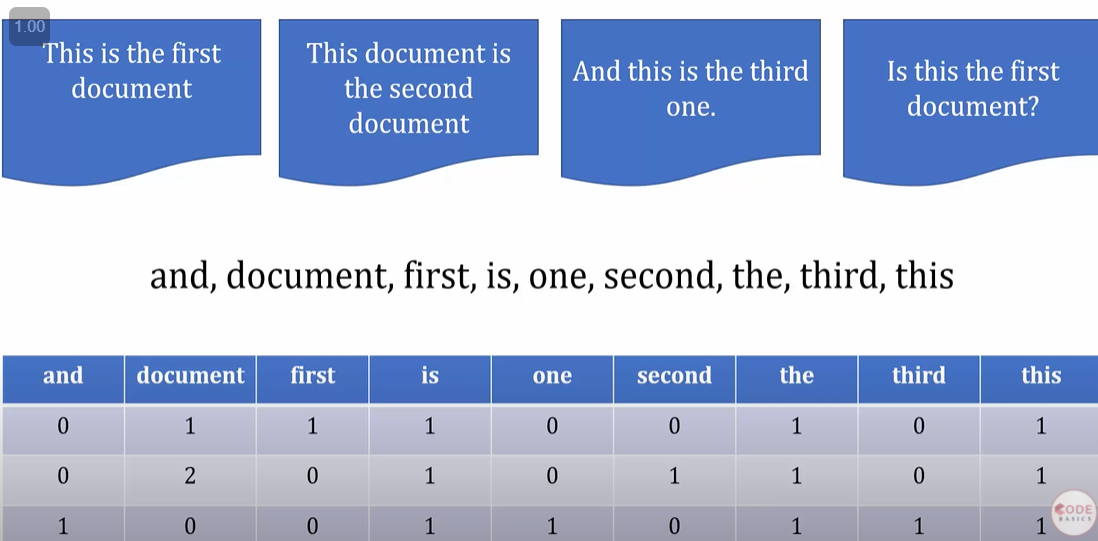 1.00
This is the first
document
This document is
the second
document
And this is the third
one.
Is this the first
document?
and, document, first, is, one, second, the, third, this
and document first is one second the third this
0 1 1 1 0 0 1 0 1
0 2 0 1 0 1 1 0 1
1 0 0 1 1 0 1 1 1
CODE
BASICS